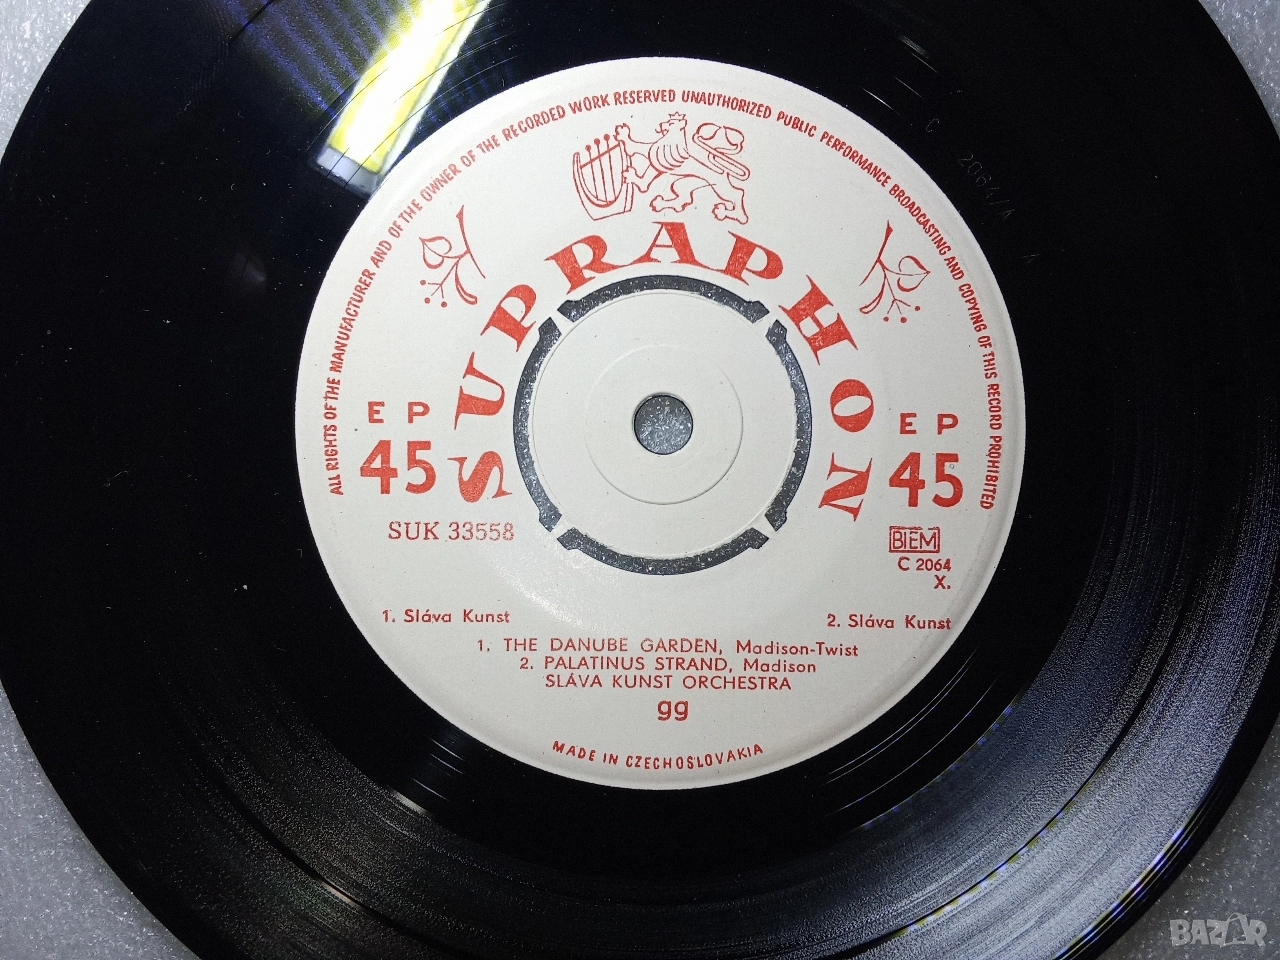 ALL RIGHTS OF THE MANUFACTURER AND OF THE OWNER OF THE RECORDED WORK RESERVED UNAUTHORIZED PUBLIC PERFORMANCE BROADCASTING AND COPYING OF THIS RECORD PROHIBITED
C 2064/A
SUPRAPHON
EP
45
EP
45
SUK 33558
BIEM
C 2064
X.
1. Sláva Kunst
2. Sláva Kunst
1. THE DANUBE GARDEN, Madison-Twist
2. PALATINUS STRAND, Madison
SLÁVA KUNST ORCHESTRA
gg
MADE IN CZECHOSLOVAKIA
BAZAR